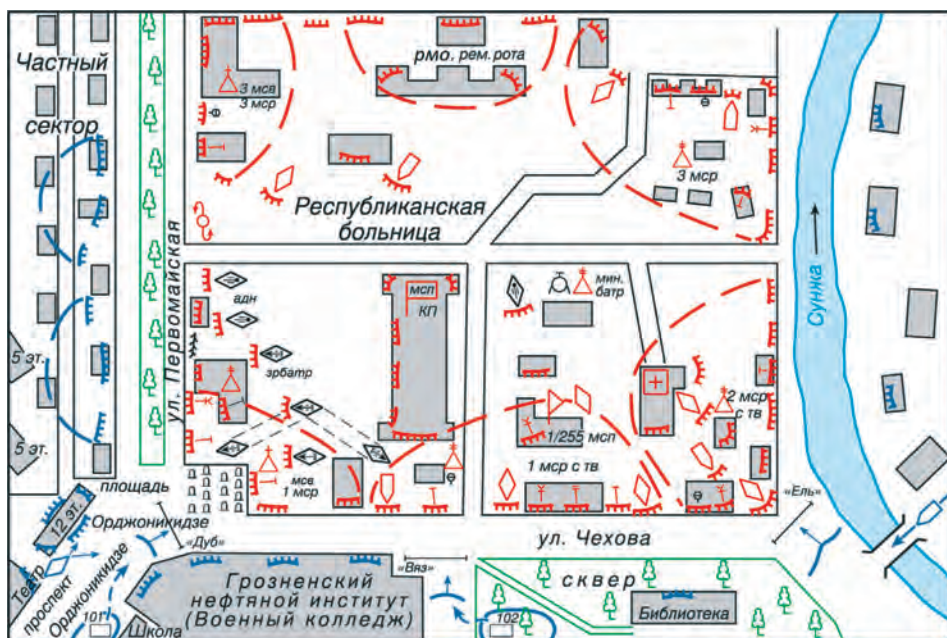 Частный
сектор
3 мсв
3 мср
рмо. рем. рота
3 мср
Республиканская
больница
ул. Первомайская
адн
мсп
КП
мин.
батр
Сунжа
5 эт.
5 эт.
зрбатр
1/255 мсп
2 мср
с тв
мсв
1 мср
1 мср с тв
площадь
Орджоникидзе
12 эт.
«Дуб»
«Вяз»
«Ель»
ул. Чехова
Театр
проспект
Орджоникидзе
101
Школа
Грозненский
нефтяной институт
(Военный колледж)
102
сквер
Библиотека